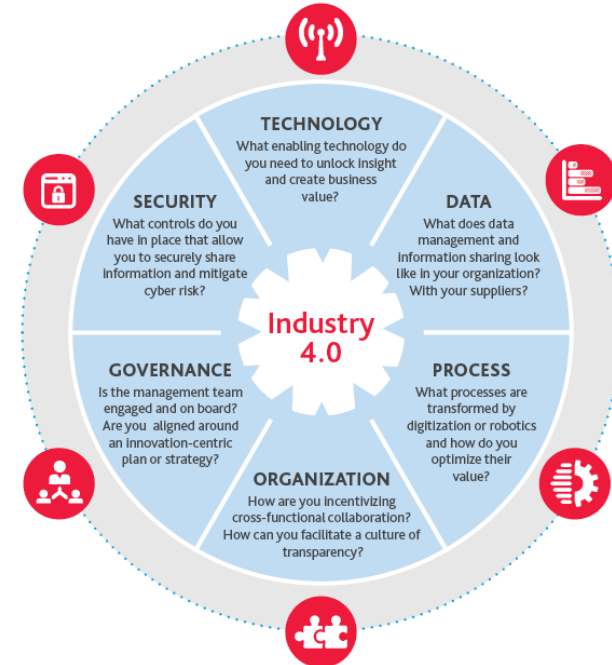 TECHNOLOGY
What enabling technology do
you need to unlock insight
and create business
value?
DATA
What does data
management and
information sharing look
like in your organization?
With your suppliers?
PROCESS
What processes are
transformed by
digitization or robotics
and how do you
optimize their
value?
ORGANIZATION
How are you incentivizing
cross-functional collaboration?
How can you facilitate a culture of
transparency?
GOVERNANCE
Is the management team
engaged and on board?
Are you aligned around
an innovation-centric
plan or strategy?
SECURITY
What controls do you
have in place that allow
you to securely share
information and mitigate
cyber risk?
Industry
4.0